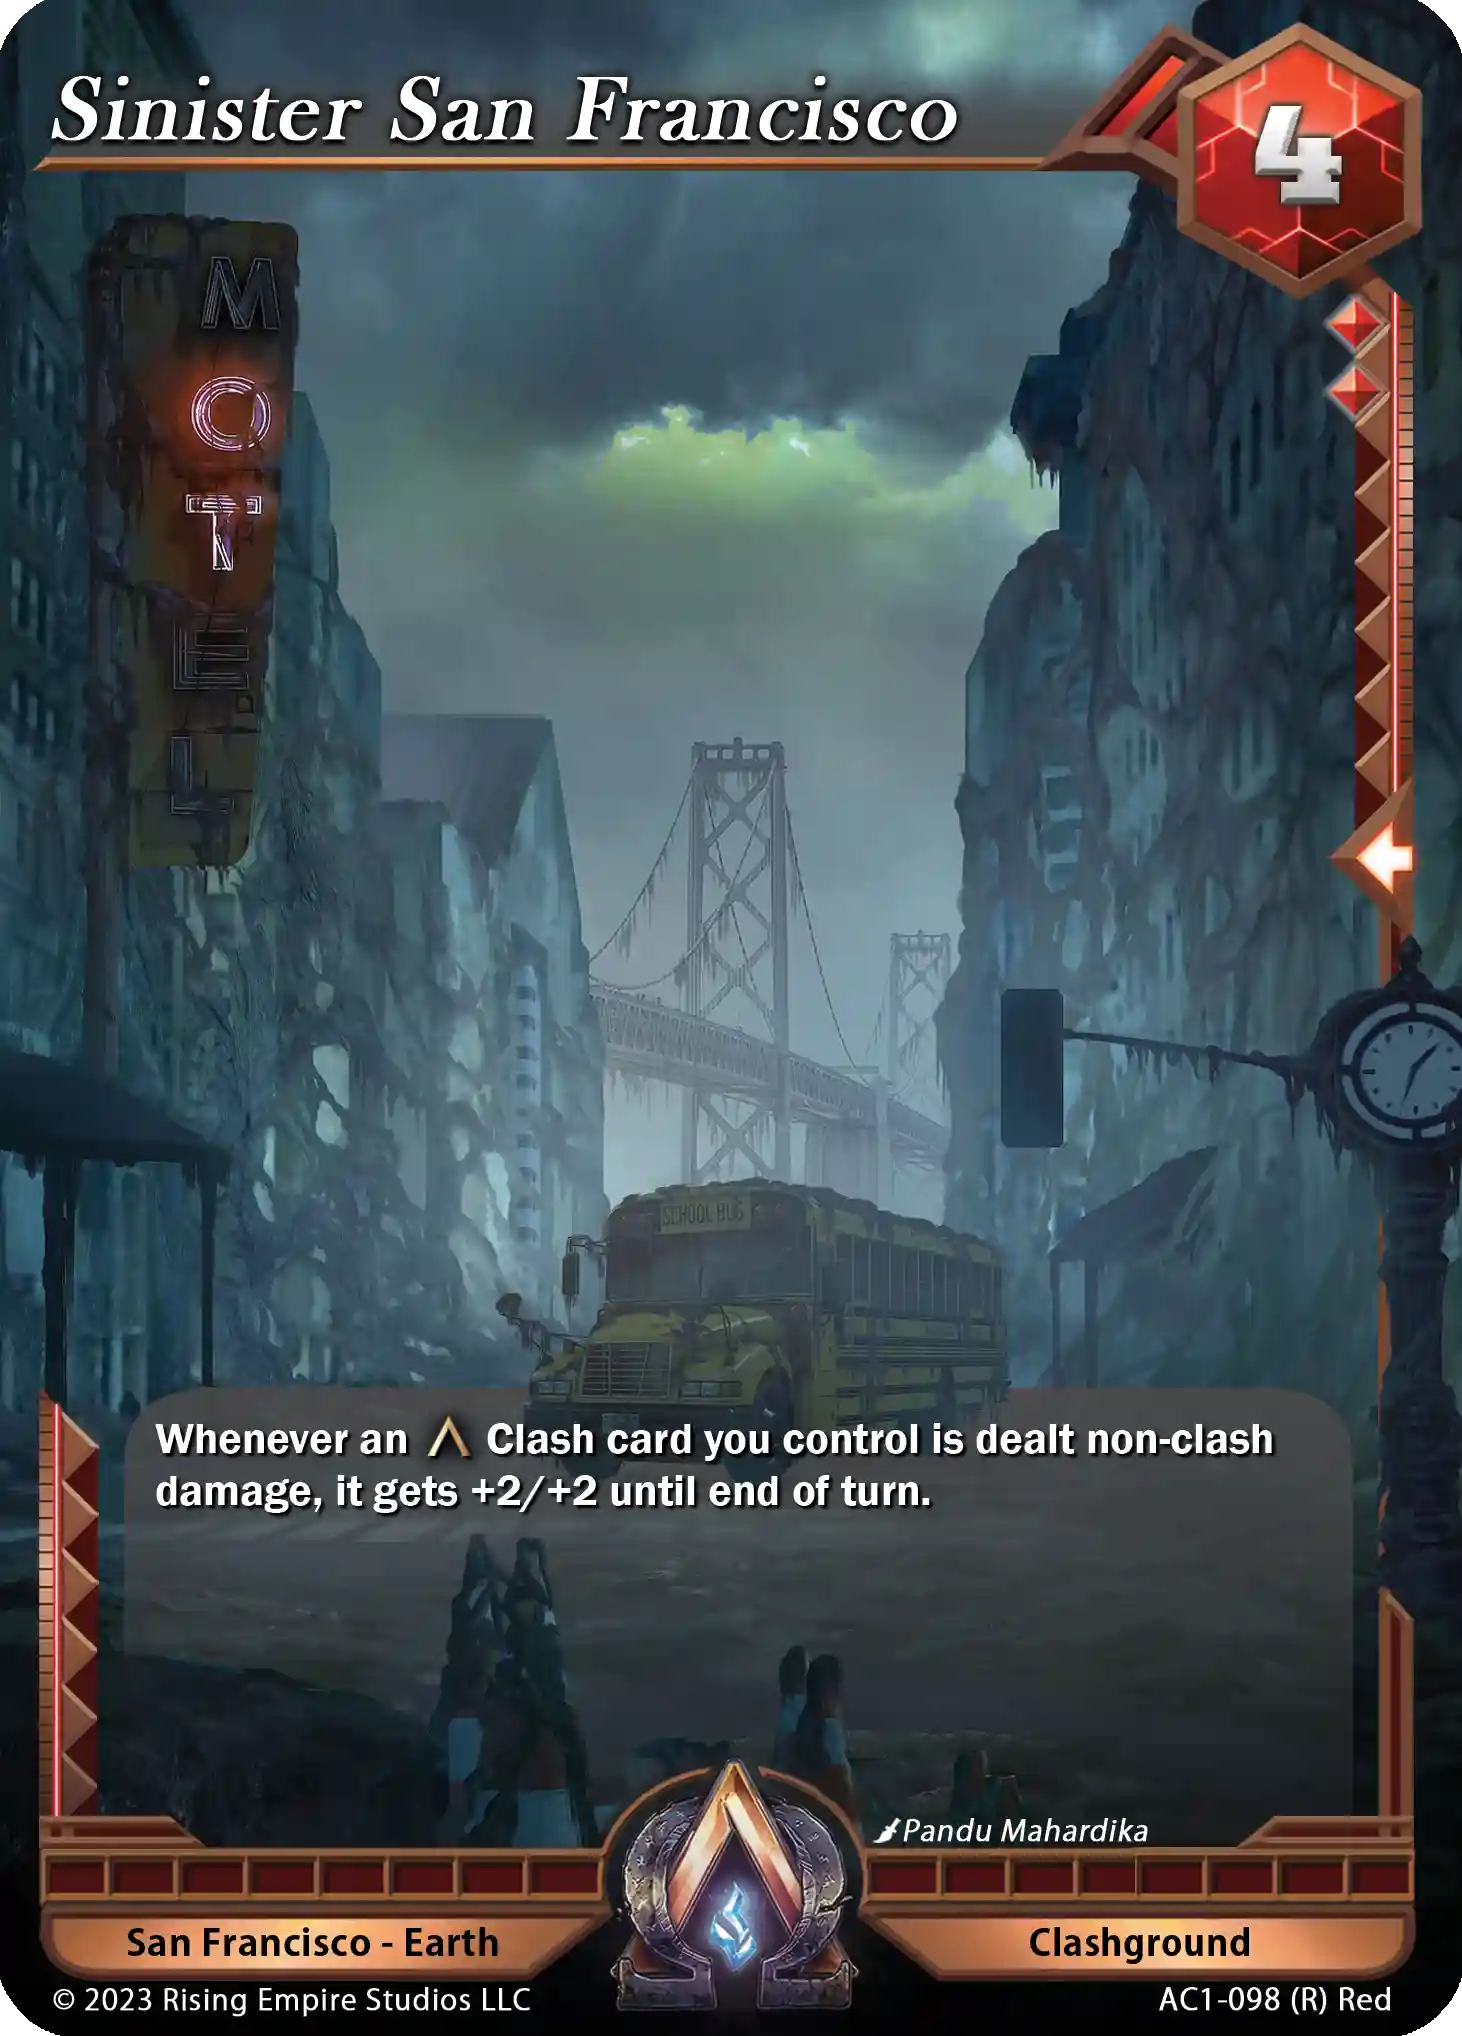 Sinister San Francisco
4
MOTEL
SCHOOL BUS
Whenever an Λ Clash card you control is dealt non-clash
damage, it gets +2/+2 until end of turn.
Pandu Mahardika
San Francisco - Earth
Clashground
© 2023 Rising Empire Studios LLC
AC1-098 (R) Red